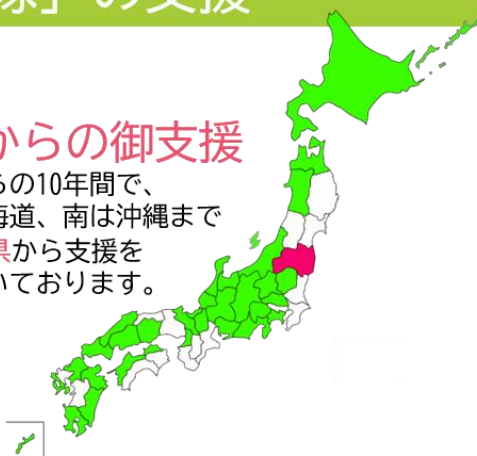 」の支援
からの御支援
の10年間で、
海道、南は沖縄まで
県から支援を
いております。